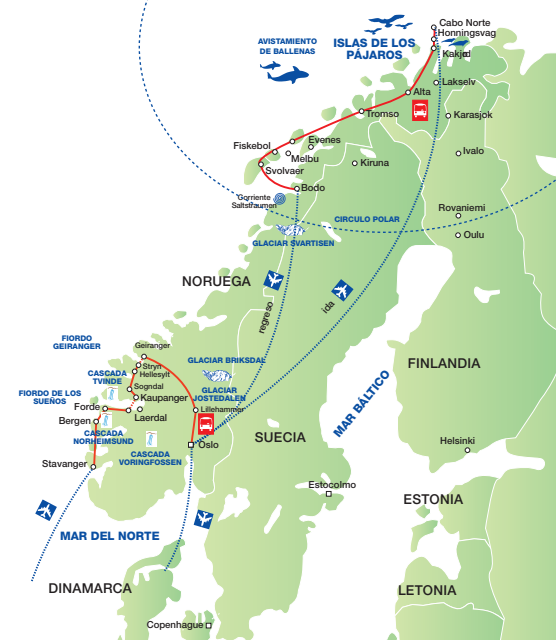 Cabo Norte
Honningsvag
ISLAS DE LOS
PÁJAROS
AVISTAMIENTO
DE BALLENAS
Kakjod
Lakselv
Alta
Tromso
Karasjok
Evenes
Fiskebol
Melbu
Ivalo
Kiruna
Svolvaer
Bodo
Gorriente
Saltstraumen
Rovaniemi
CIRCULO POLAR
Oulu
GLACIAR SVARTISEN
NORUEGA
regreso
ida
FIORDO
GEIRANGER
Geiranger
GLACIAR BRIKSDAL
FINLANDIA
Stryn
Hellesylt
CASCADA
TVINDE
Sogndal
GLACIAR
JOSTEDALEN
FIORDO DE LOS
SUEÑOS
Kaupanger
MAR BÁLTICO
Forde
Lillehammer
Laerdal
Bergen
CASCADA
NORHEIMSUND
SUECIA
Helsinki
Oslo
CASCADA
VORINGFOSSEN
Stavanger
Estocolmo
ESTONIA
MAR DEL NORTE
DINAMARCA
LETONIA
Copenhague